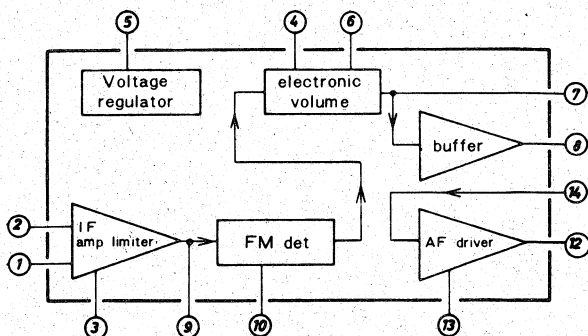 5
4
6
Voltage
regulator
electronic
volume
7
buffer
8
14
2
IF
amp limiter
FM det
AF driver
12
1
3
9
10
13